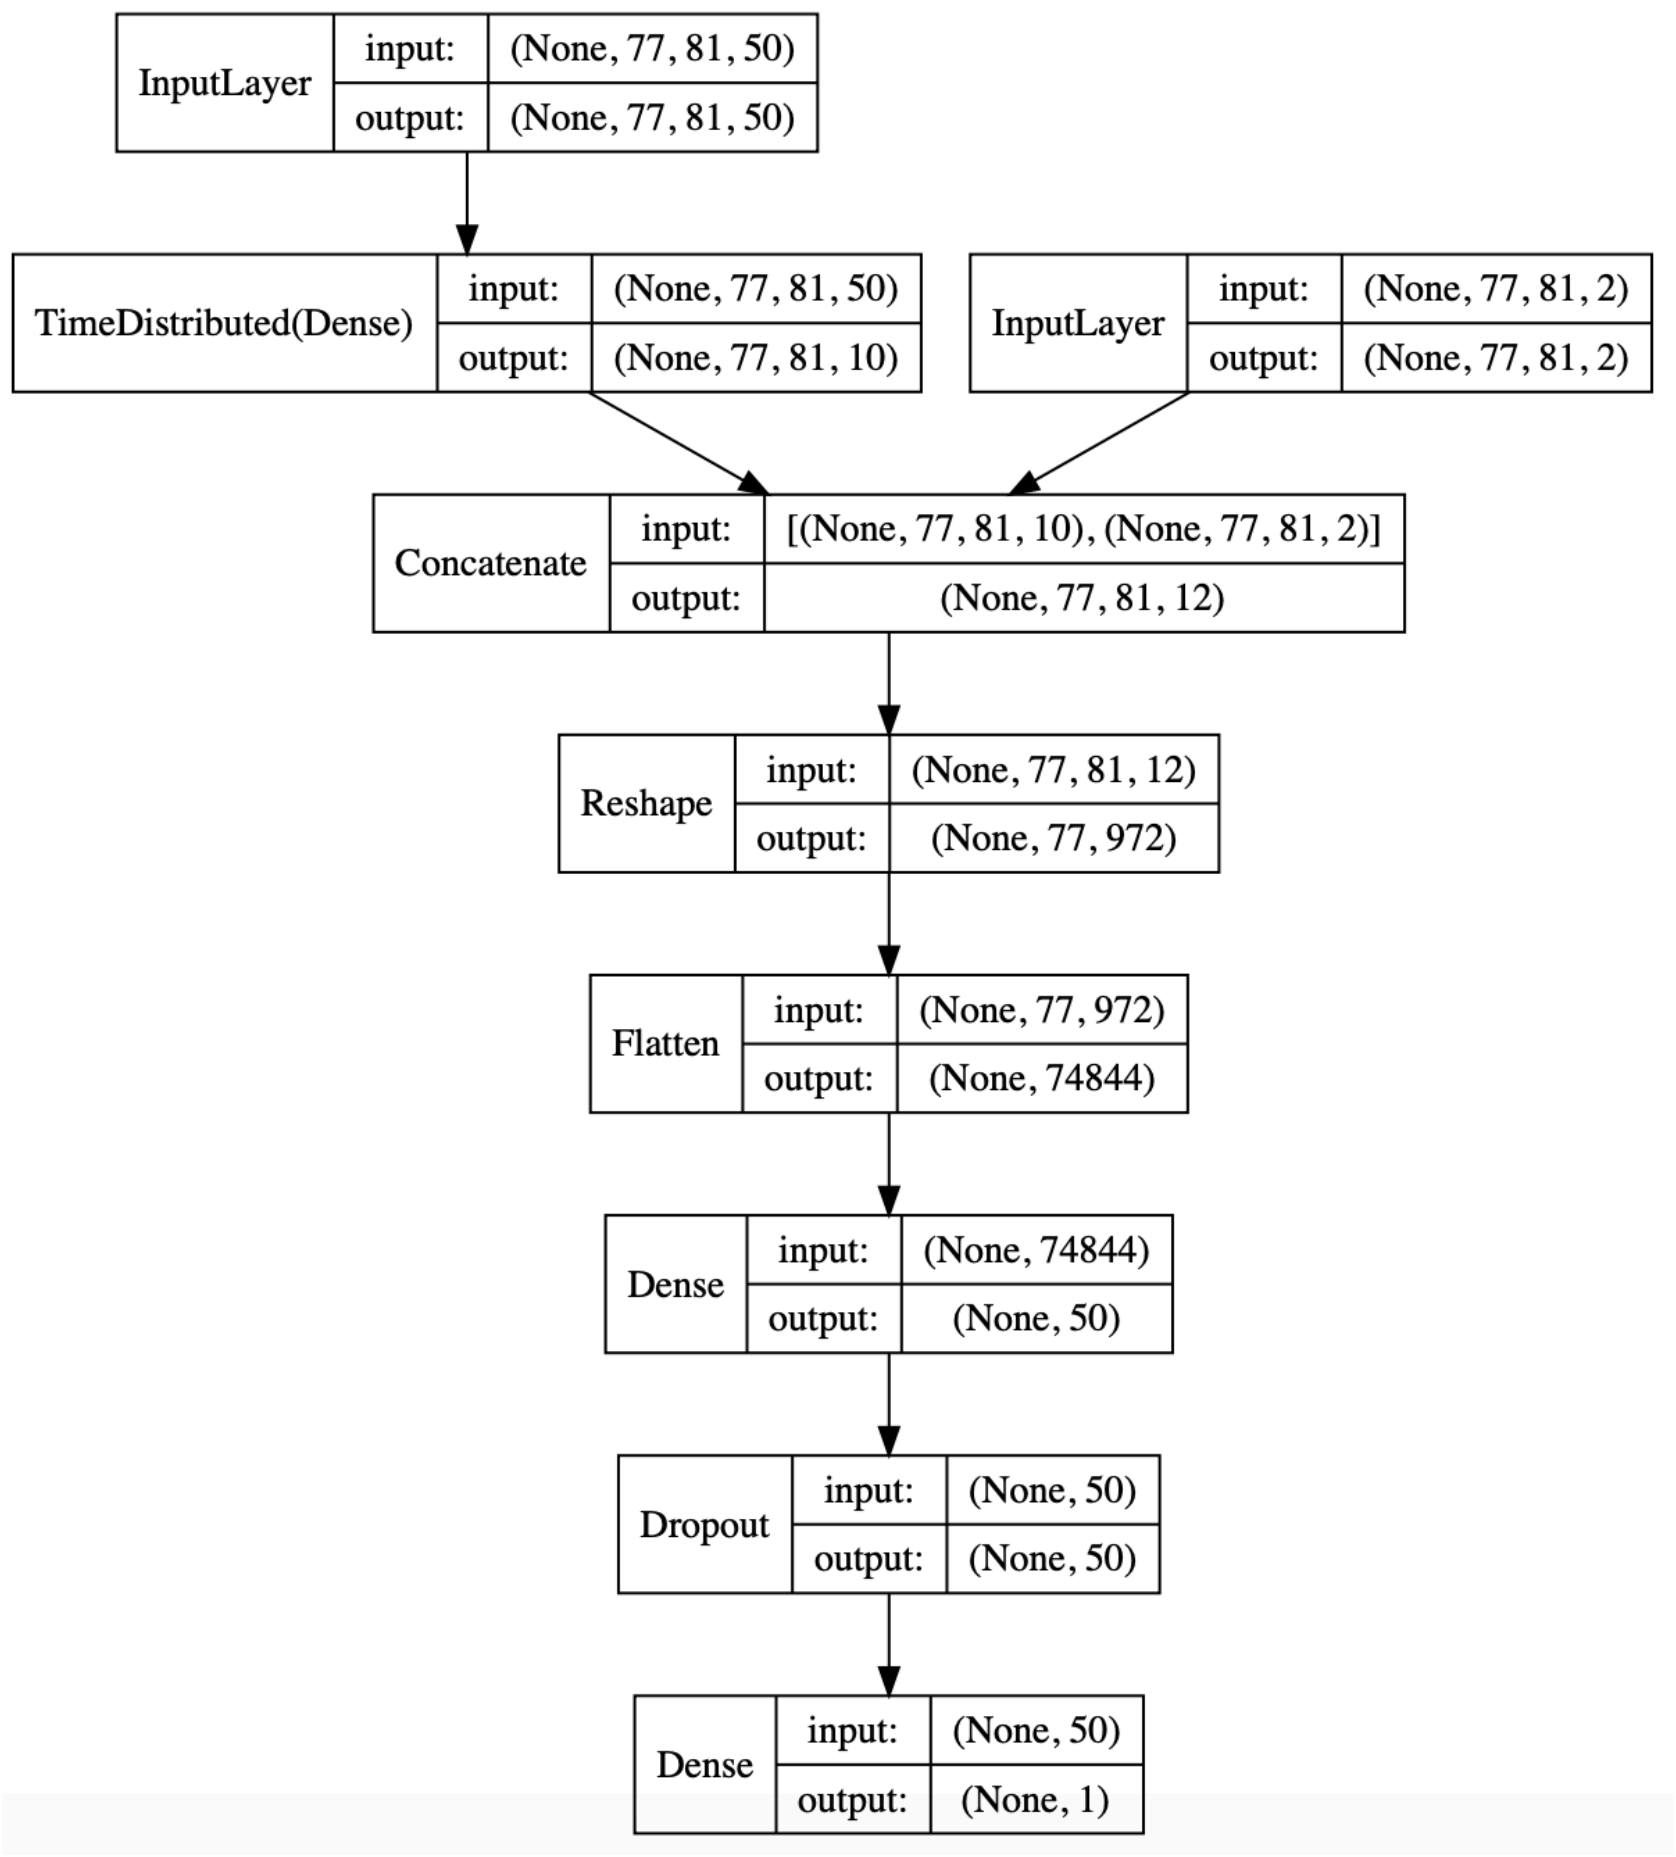 InputLayer
input: (None, 77, 81, 50)
output: (None, 77, 81, 50)
TimeDistributed(Dense)
input: (None, 77, 81, 50)
output: (None, 77, 81, 10)
InputLayer
input: (None, 77, 81, 2)
output: (None, 77, 81, 2)
Concatenate
input: [(None, 77, 81, 10), (None, 77, 81, 2)]
output: (None, 77, 81, 12)
Reshape
input: (None, 77, 81, 12)
output: (None, 77, 972)
Flatten
input: (None, 77, 972)
output: (None, 74844)
Dense
input: (None, 74844)
output: (None, 50)
Dropout
input: (None, 50)
output: (None, 50)
Dense
input: (None, 50)
output: (None, 1)